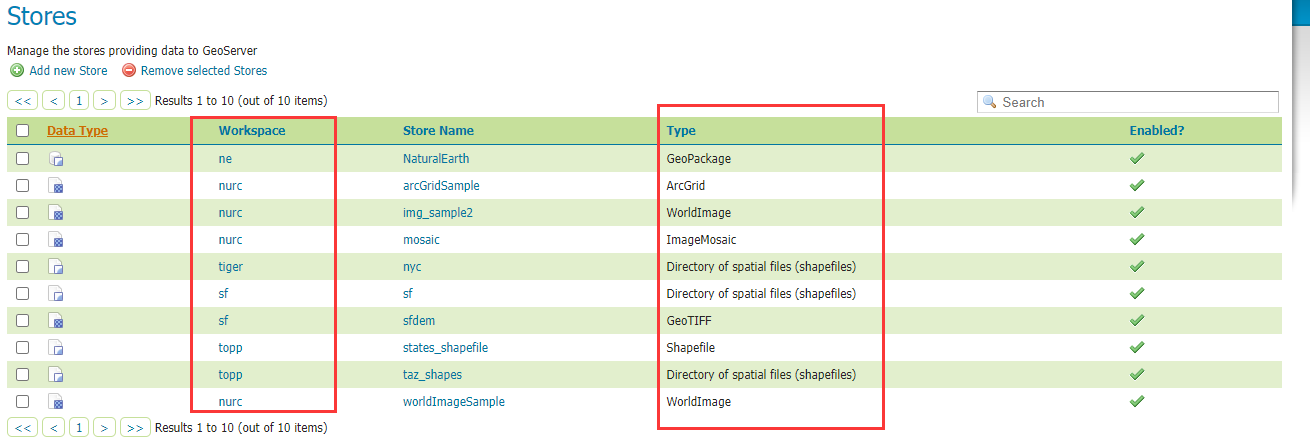 Stores
Manage the stores providing data to GeoServer
Add new Store Remove selected Stores
<< < 1 > >> Results 1 to 10 (out of 10 items) Search
Data Type Workspace Store Name Type Enabled?
ne NaturalEarth GeoPackage
nurc arcGridSample ArcGrid
nurc img_sample2 WorldImage
nurc mosaic ImageMosaic
tiger nyc Directory of spatial files (shapefiles)
sf sf Directory of spatial files (shapefiles)
sf sfdem GeoTIFF
topp states_shapefile Shapefile
topp taz_shapes Directory of spatial files (shapefiles)
nurc worldImageSample WorldImage
<< < 1 > >> Results 1 to 10 (out of 10 items)